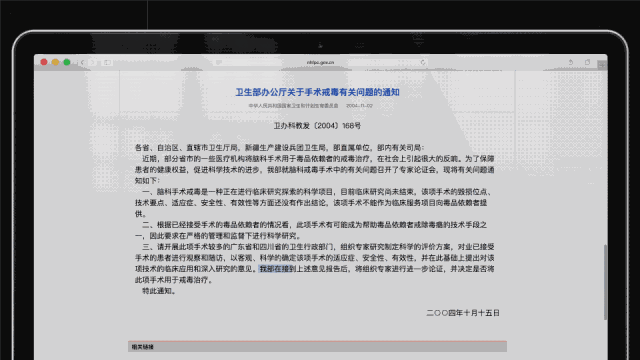 nhfpc.gov.cn
卫生部办公厅关于手术戒毒有关问题的通知
中华人民共和国国家卫生和计划生育委员会 2004-11-02
卫办科教发〔2004〕168号
各省、自治区、直辖市卫生厅局，新疆生产建设兵团卫生局，部直属单位，部内有关司局：
近期，部分省市的一些医疗机构将脑科手术用于毒品依赖者的戒毒治疗，在社会上引起很大的反响。为了保障
患者的健康权益，促进科学技术的进步，我部就脑科戒毒手术中的有关问题召开了专家论证会。现将有关问题通
知如下：
一、脑科手术戒毒是一种正在进行临床研究探索的科学项目，目前临床研究尚未结束，该项手术的毁损位点、
技术要点、适应症、安全性、有效性等方面还没有作出结论，该项手术不能作为临床服务项目向毒品依赖者提
供。
二、根据已经接受手术的毒品依赖者的情况看，此项手术有可能成为帮助毒品依赖者戒除毒瘾的技术手段之
一，因此要求在严格的管理和监督下进行科学研究。
三、请开展此项手术较多的广东省和四川省的卫生行政部门，组织专家研究制定科学的评价方案，对业已接受
手术的患者进行观察和随访，以客观、科学的确定该项手术的适应症、安全性、有效性，并在此基础上提出对该
项技术的临床应用和深入研究的意见。我部在接到上述意见报告后，将组织专家进行进一步论证，并决定是否将
此项手术用于戒毒治疗。
特此通知。
二〇〇四年十月十五日
相关链接